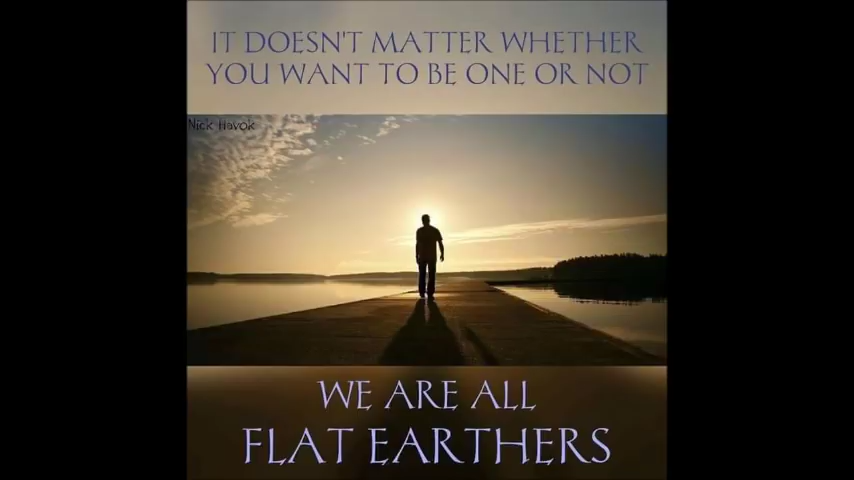 IT DOESN'T MATTER WHETHER
YOU WANT TO BE ONE OR NOT
Nick Havok
WE ARE ALL
FLAT EARTHERS